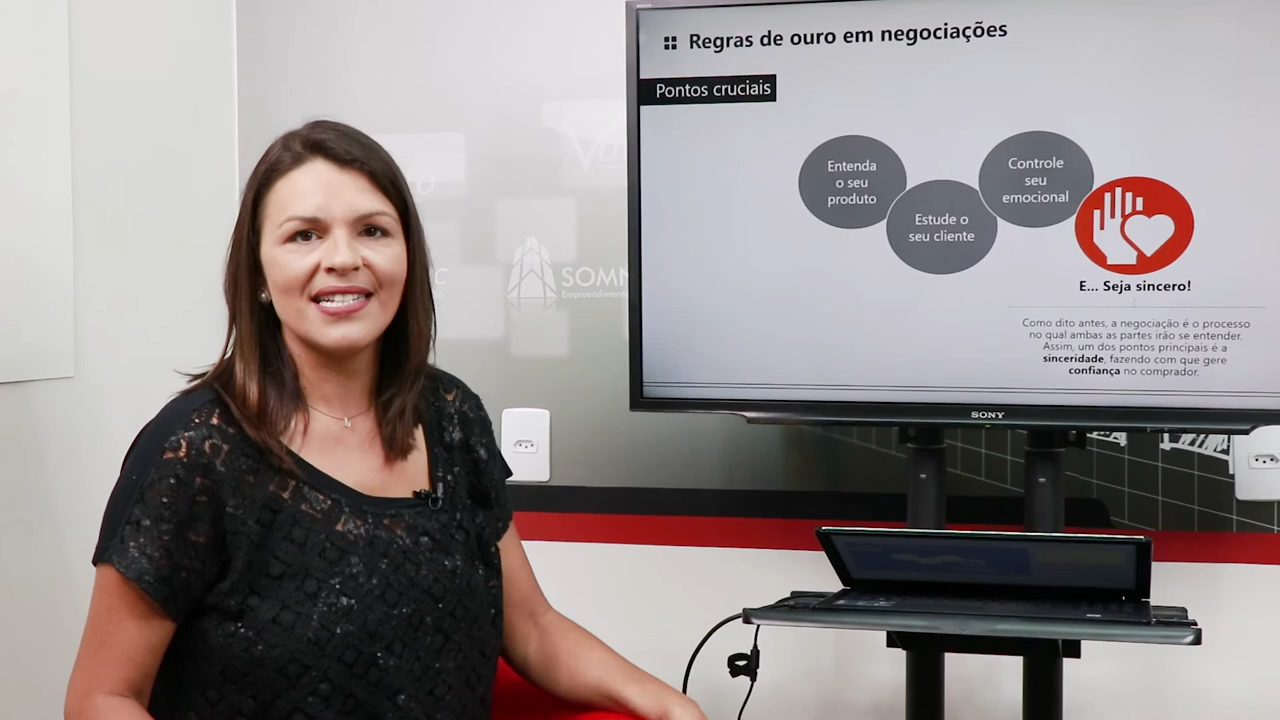 Regras de ouro em negociações
Pontos cruciais
Entenda
o seu
produto
Estude o
seu cliente
Controle
seu
emocional
E... Seja sincero!
Como dito antes, a negociação é o processo
no qual ambas as partes irão se entender.
Assim, um dos pontos principais é a
sinceridade, fazendo com que gere
confiança no comprador.
SONY